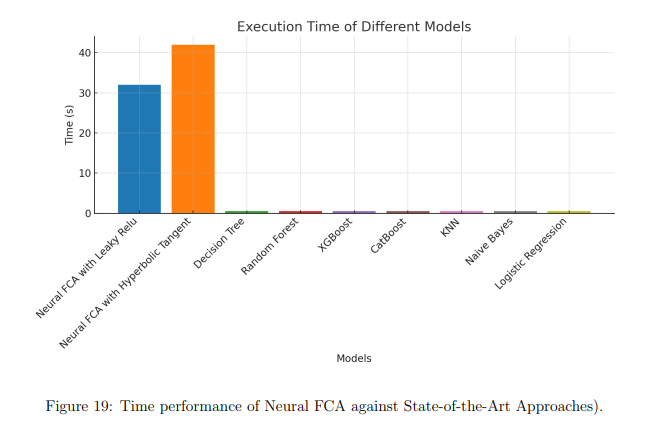 Execution Time of Different Models
40
30
20
10
0
Time (s)
Neural FCA with Leaky Relu
Neural FCA with Hyperbolic Tangent
Decision Tree
Random Forest
XGBoost
CatBoost
KNN
Naive Bayes
Logistic Regression
Models
Figure 19: Time performance of Neural FCA against State-of-the-Art Approaches).